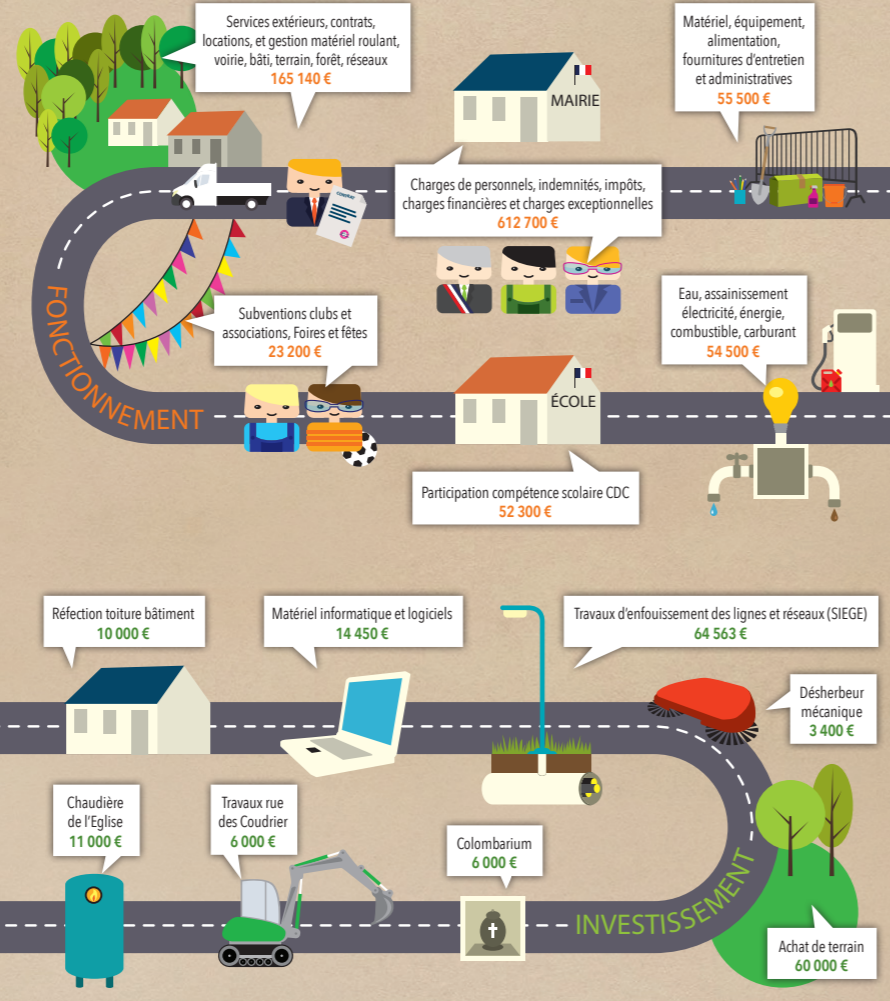 Services extérieurs, contrats,
locations, et gestion matériel roulant,
voirie, bâti, terrain, forêt, réseaux
165 140 €
MAIRIE
Matériel, équipement,
alimentation,
fournitures d'entretien
et administratives
55 500 €
CONTRAT
Charges de personnels, indemnités, impôts,
charges financières et charges exceptionnelles
612 700 €
FONCTIONNEMENT
Subventions clubs et
associations, Foires et fêtes
23 200 €
Eau, assainissement
électricité, énergie,
combustible, carburant
54 500 €
ÉCOLE
Participation compétence scolaire CDC
52 300 €
Réfection toiture bâtiment
10 000 €
Matériel informatique et logiciels
14 450 €
Travaux d'enfouissement des lignes et réseaux (SIEGE)
64 563 €
Désherbeur
mécanique
3 400 €
Chaudière
de l'Eglise
11 000 €
Travaux rue
des Coudrier
6 000 €
Colombarium
6 000 €
INVESTISSEMENT
Achat de terrain
60 000 €